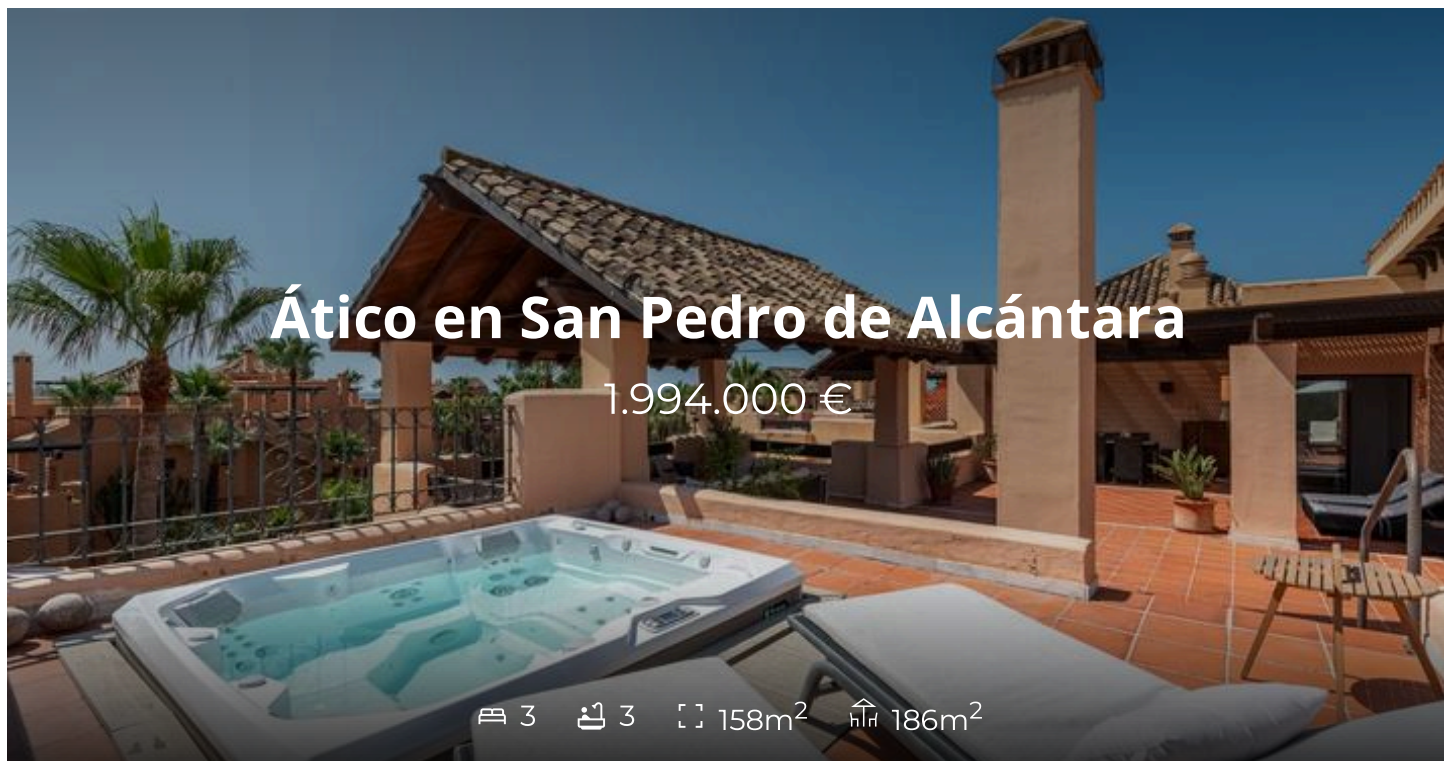 Ático en San Pedro de Alcántara
1.994.000 €
3 3 158m² 186m²